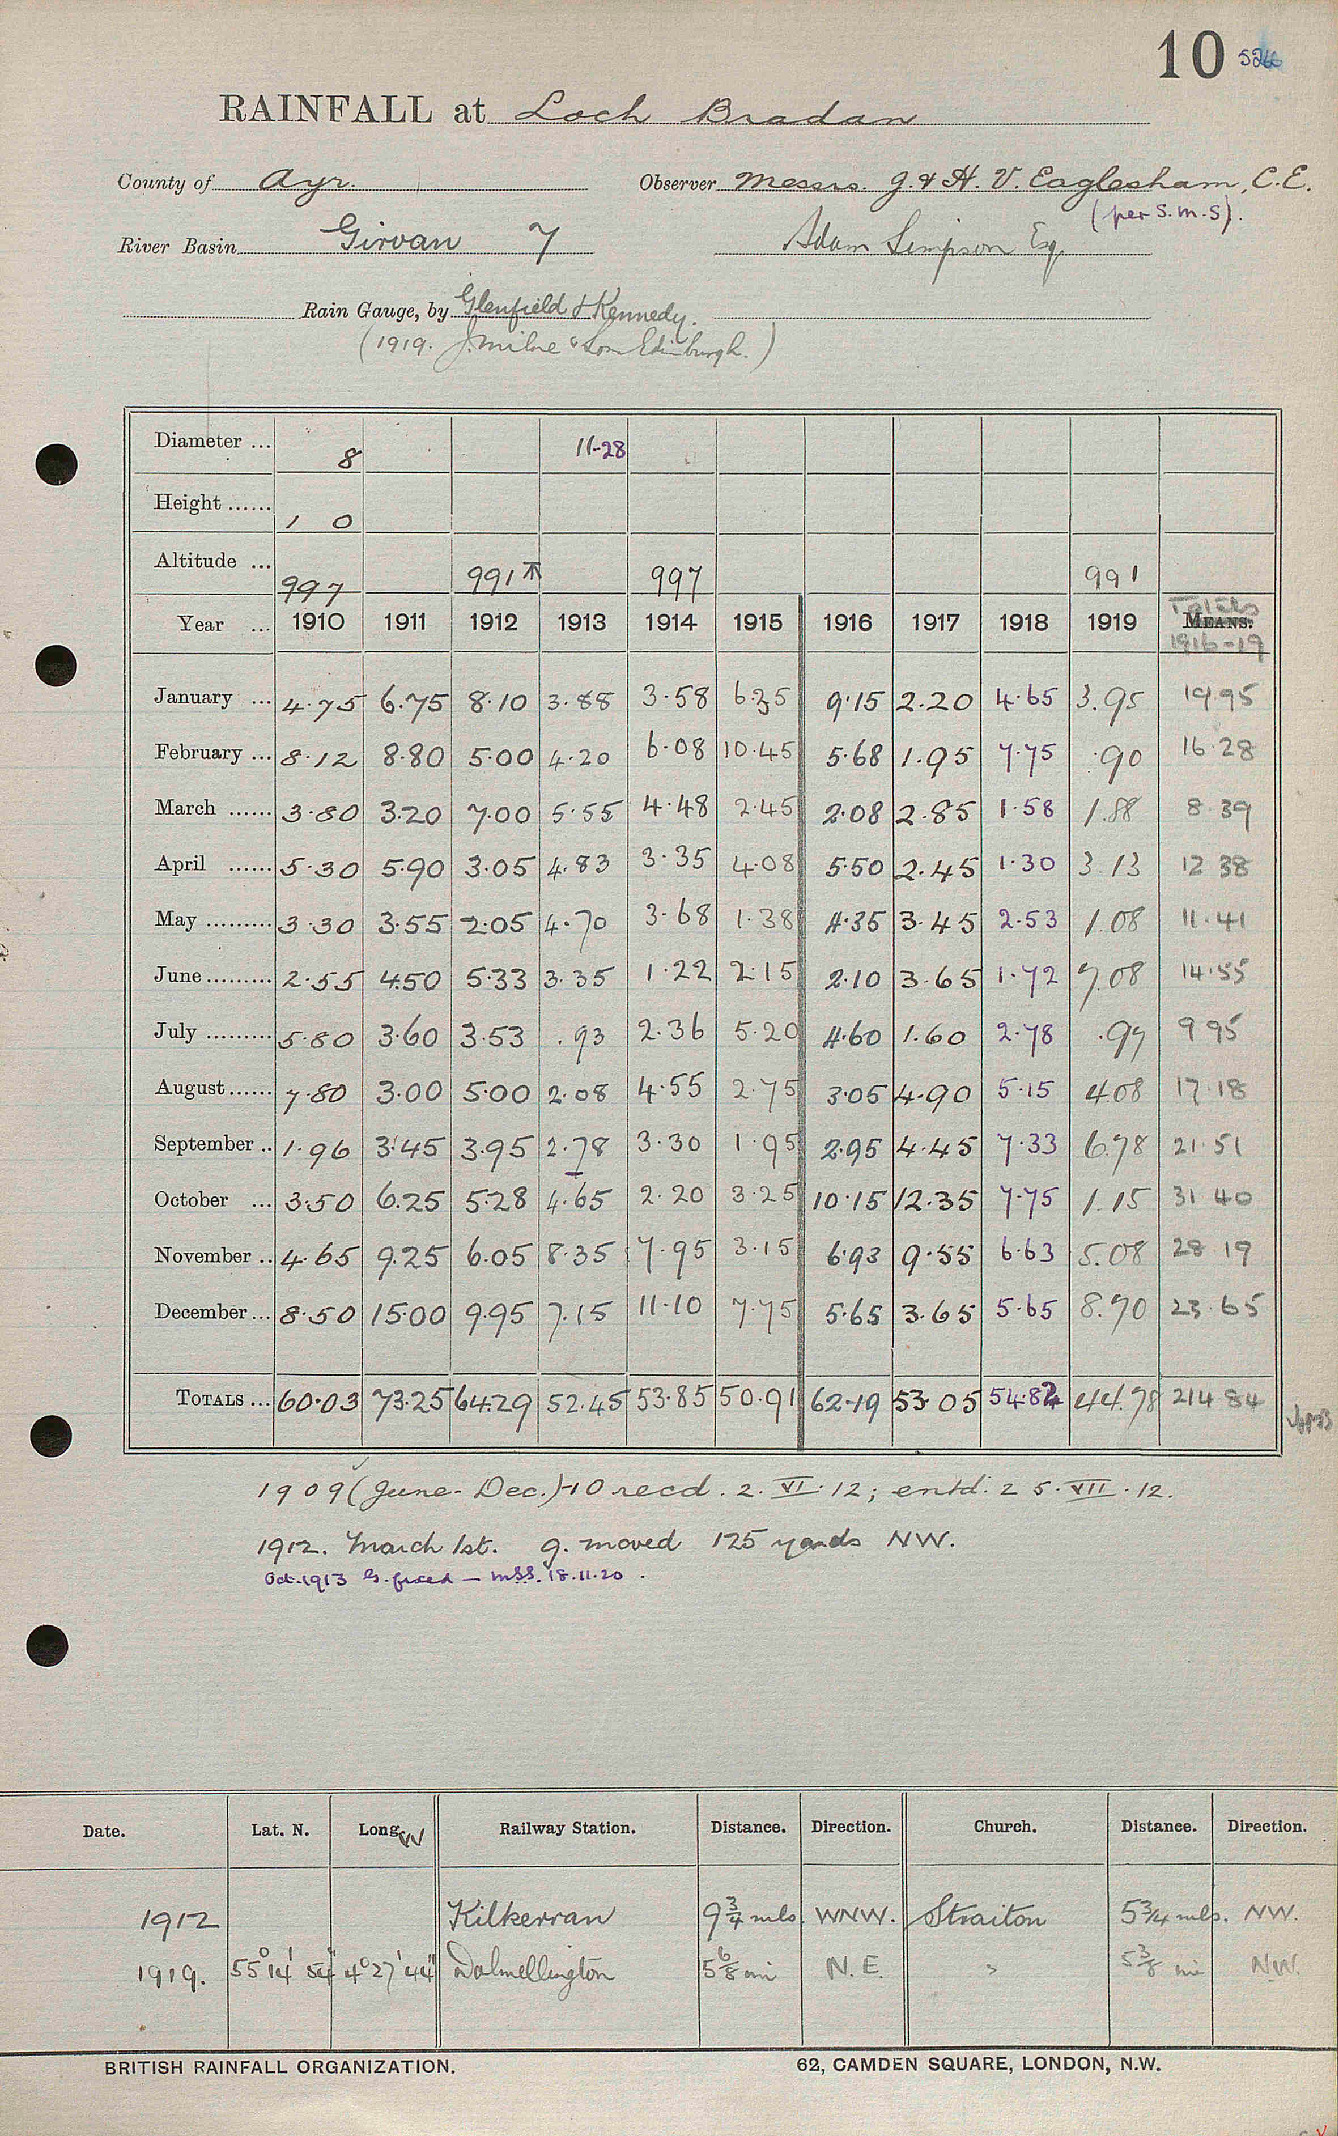 10
RAINFALL at Loch Bradan
County of Ayr. Observer Messrs. J. & H. V. Eaglesham, C.E.
(per S.M.S).
River Basin Girvan 7 Adam Simpson Esq
Rain Gauge, by Glenfield & Kennedy.
(1919. J. Milne & Son Edinburgh.)
Diameter ... 8 11-28
Height ...... 1 0
Altitude ... 997 991 997 991
Year ... 1910 1911 1912 1913 1914 1915 1916 1917 1918 1919 Totals MEANS. 1916-19
January ... 4.75 6.75 8.10 3.88 3.58 6.35 9.15 2.20 4.65 3.95 19.95
February ... 8.12 8.80 5.00 4.20 6.08 10.45 5.68 1.95 7.75 .90 16.28
March ...... 3.80 3.20 7.00 5.55 4.48 2.45 2.08 2.85 1.58 1.88 8.39
April ...... 5.30 5.90 3.05 4.83 3.35 4.08 5.50 2.45 1.30 3.13 12.38
May ......... 3.30 3.55 2.05 4.70 3.68 1.38 4.35 3.45 2.53 1.08 11.41
June ......... 2.55 4.50 5.33 3.35 1.22 2.15 2.10 3.65 1.72 7.08 14.55
July ......... 5.80 3.60 3.53 .93 2.36 5.20 4.60 1.60 2.78 .97 9.95
August ...... 7.80 3.00 5.00 2.08 4.55 2.75 3.05 4.90 5.15 4.08 17.18
September .. 1.96 3.45 3.95 2.78 3.30 1.95 2.95 4.45 7.33 6.78 21.51
October ... 3.50 6.25 5.28 4.65 2.20 3.25 10.15 12.35 7.75 1.15 31.40
November .. 4.65 9.25 6.05 8.35 7.95 3.15 6.93 9.55 6.63 5.08 28.19
December ... 8.50 15.00 9.95 7.15 11.10 7.75 5.65 3.65 5.65 8.70 23.65
TOTALS ... 60.03 73.25 64.29 52.45 53.85 50.91 62.19 53.05 54.82 44.78 214.84
1909 (June-Dec.)-10 recd. 2.VI.12; entd. 25.VII.12.
1912. March 1st. g. moved 125 yards NW.
Oct. 1913 G. fixed — MSS. 18.11.20.
Date. Lat. N. Long. W Railway Station. Distance. Direction. Church. Distance. Direction.
1912 Kilkerran 9 3/4 mls. WNW. Straiton 5 3/4 mls. NW.
1919. 55° 14' 54" 4° 27' 44" Dalmellington 5 6/8 mi N.E. " 5 3/8 mi NW.
BRITISH RAINFALL ORGANIZATION. 62, CAMDEN SQUARE, LONDON, N.W.